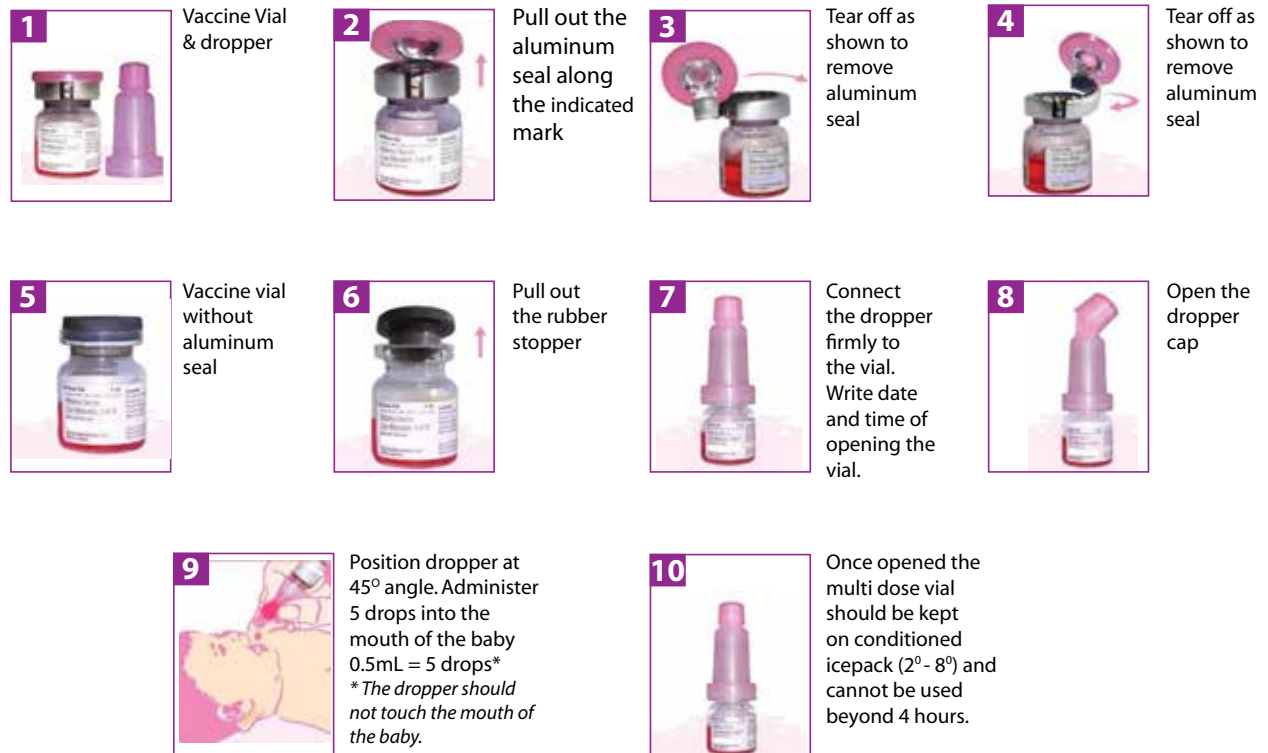 1
Vaccine Vial
& dropper
2
Pull out the
aluminum
seal along
the indicated
mark
3
Tear off as
shown to
remove
aluminum
seal
4
Tear off as
shown to
remove
aluminum
seal
5
Vaccine vial
without
aluminum
seal
6
Pull out
the rubber
stopper
7
Connect
the dropper
firmly to
the vial.
Write date
and time of
opening the
vial.
8
Open the
dropper
cap
9
Position dropper at
45⁰ angle. Administer
5 drops into the
mouth of the baby
0.5mL = 5 drops*
* The dropper should
not touch the mouth of
the baby.
10
Once opened the
multi dose vial
should be kept
on conditioned
icepack (2⁰ - 8⁰) and
cannot be used
beyond 4 hours.